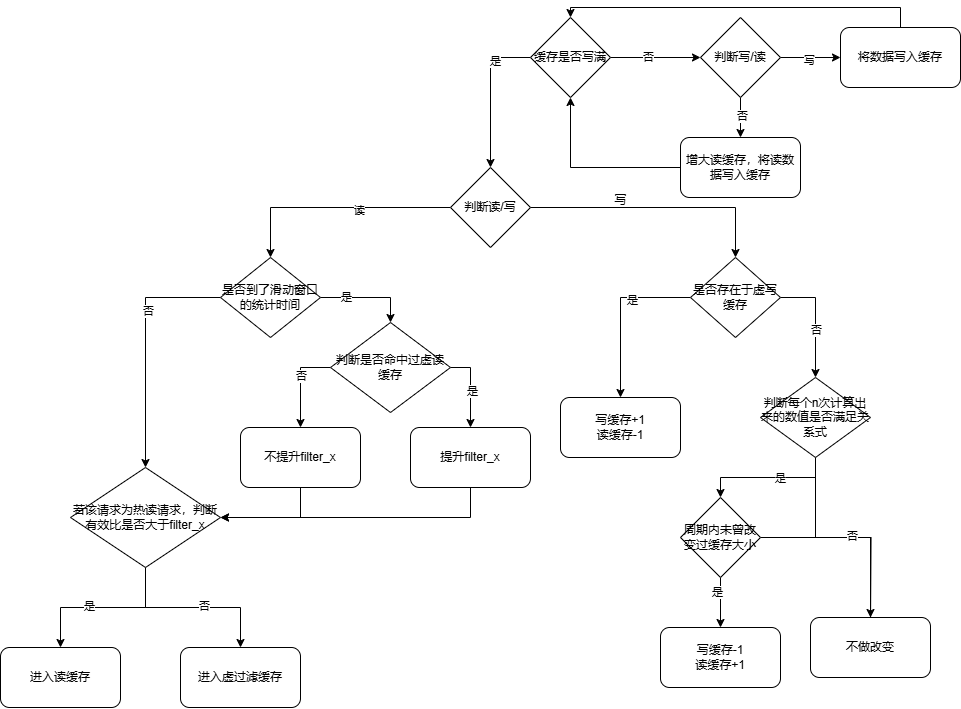 缓存是否写满
是
否
判断写/读
写
将数据写入缓存
否
增大读缓存，将读数
据写入缓存
判断读/写
读
写
是否到了滑动窗口
的统计时间
否
是
判断是否命中过虚读
缓存
否
是
不提升filter_x
提升filter_x
若该请求为热读请求，判断
有效比是否大于filter_x
是
否
进入读缓存
进入虚过滤缓存
是否存在于虚写
缓存
是
否
写缓存+1
读缓存-1
判断每个n次计算出
来的数值是否满足关
系式
是
周期内未曾改
变过缓存大小
否
是
写缓存-1
读缓存+1
不做改变